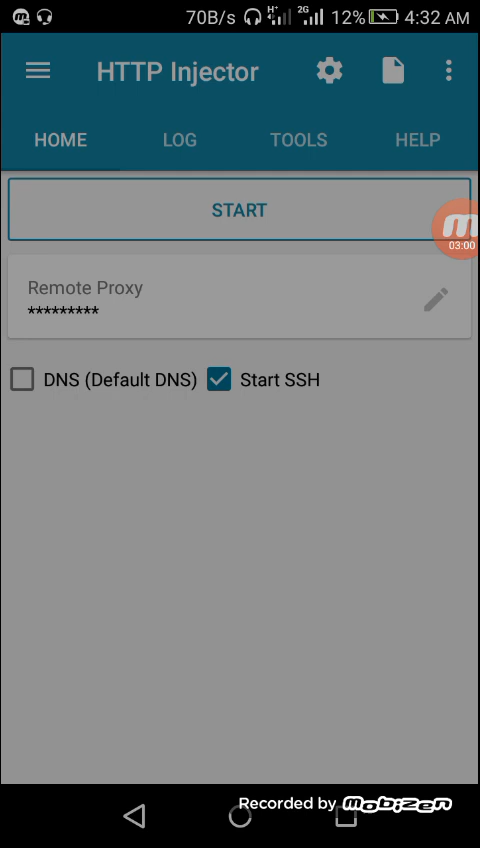 70B/s H+ 2G 12% 4:32 AM
HTTP Injector
HOME LOG TOOLS HELP
START
03:00
Remote Proxy
*********
DNS (Default DNS) Start SSH
Recorded by Mobizen